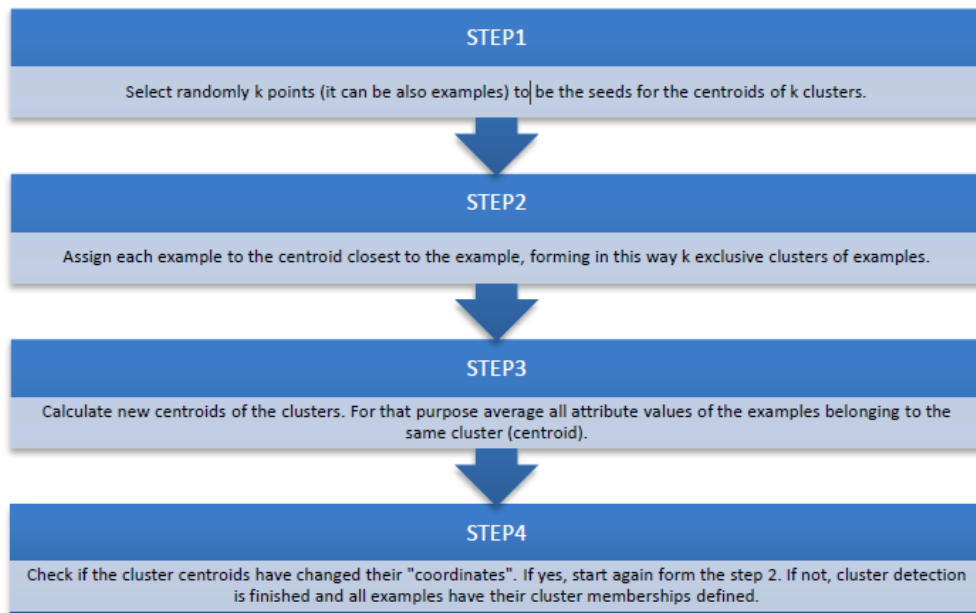 STEP1
Select randomly k points (it can be also examples) to be the seeds for the centroids of k clusters.
STEP2
Assign each example to the centroid closest to the example, forming in this way k exclusive clusters of examples.
STEP3
Calculate new centroids of the clusters. For that purpose average all attribute values of the examples belonging to the
same cluster (centroid).
STEP4
Check if the cluster centroids have changed their "coordinates". If yes, start again form the step 2. If not, cluster detection
is finished and all examples have their cluster memberships defined.